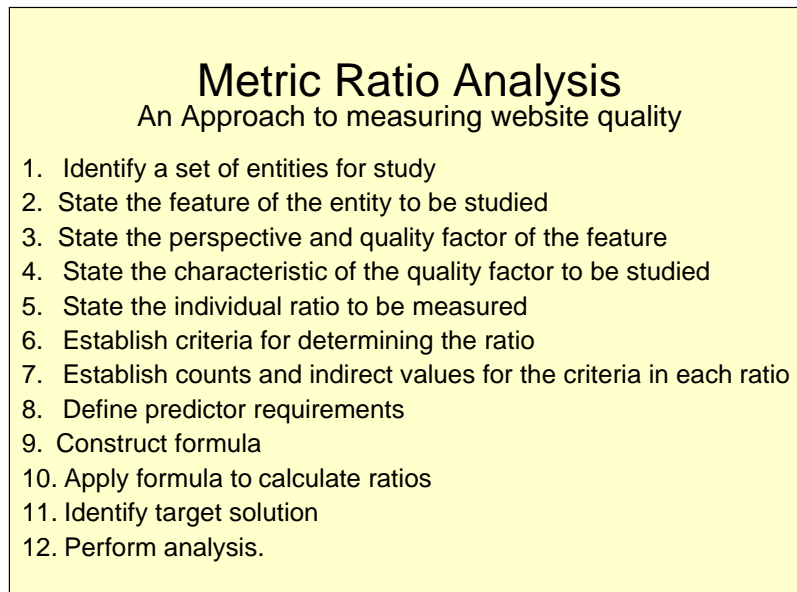 Metric Ratio Analysis
An Approach to measuring website quality
1. Identify a set of entities for study
2. State the feature of the entity to be studied
3. State the perspective and quality factor of the feature
4. State the characteristic of the quality factor to be studied
5. State the individual ratio to be measured
6. Establish criteria for determining the ratio
7. Establish counts and indirect values for the criteria in each ratio
8. Define predictor requirements
9. Construct formula
10. Apply formula to calculate ratios
11. Identify target solution
12. Perform analysis.